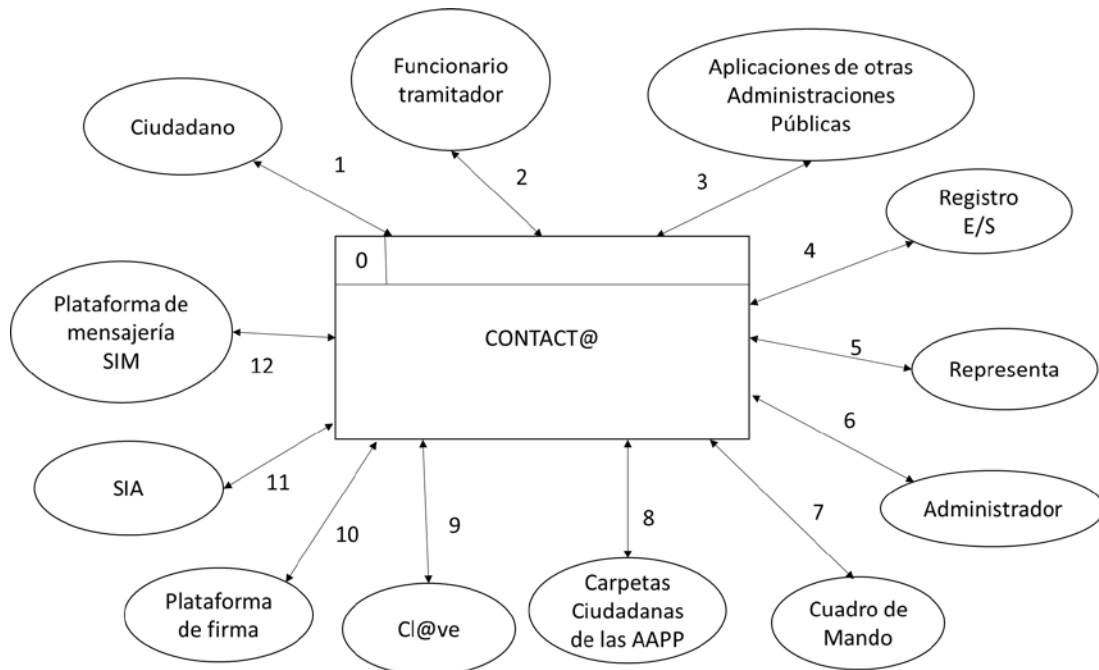 Funcionario
tramitador
Aplicaciones de otras
Administraciones
Públicas
Ciudadano
1
2
3
Registro
E/S
4
0
CONTACT@
Plataforma de
mensajería
SIM
12
5
Representa
6
SIA
11
Administrador
10
9
8
7
Plataforma
de firma
Cl@ve
Carpetas
Ciudadanas
de las AAPP
Cuadro de
Mando